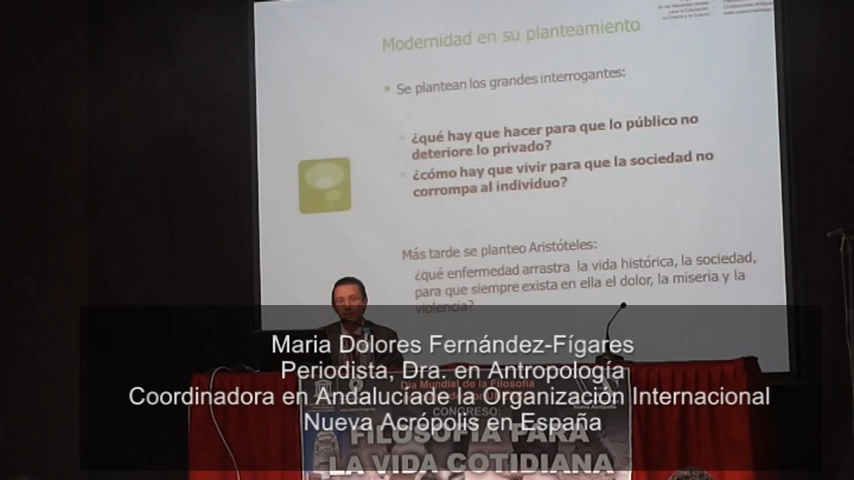 Modernidad en su planteamiento
Se plantean los grandes interrogantes:
¿qué hay que hacer para que lo público no
deteriore lo privado?
¿cómo hay que vivir para que la sociedad no
corrompa al individuo?
Más tarde se planteo Aristóteles:
¿qué enfermedad arrastra la vida histórica, la sociedad,
para que siempre exista en ella el dolor, la miseria y la
violencia?
Maria Dolores Fernández-Fígares
Periodista, Dra. en Antropología
Coordinadora en Andalucíade la Organización Internacional
Nueva Acrópolis en España
Día Mundial de la Filosofía
CONGRESO:
FILOSOFÍA PARA
LA VIDA COTIDIANA